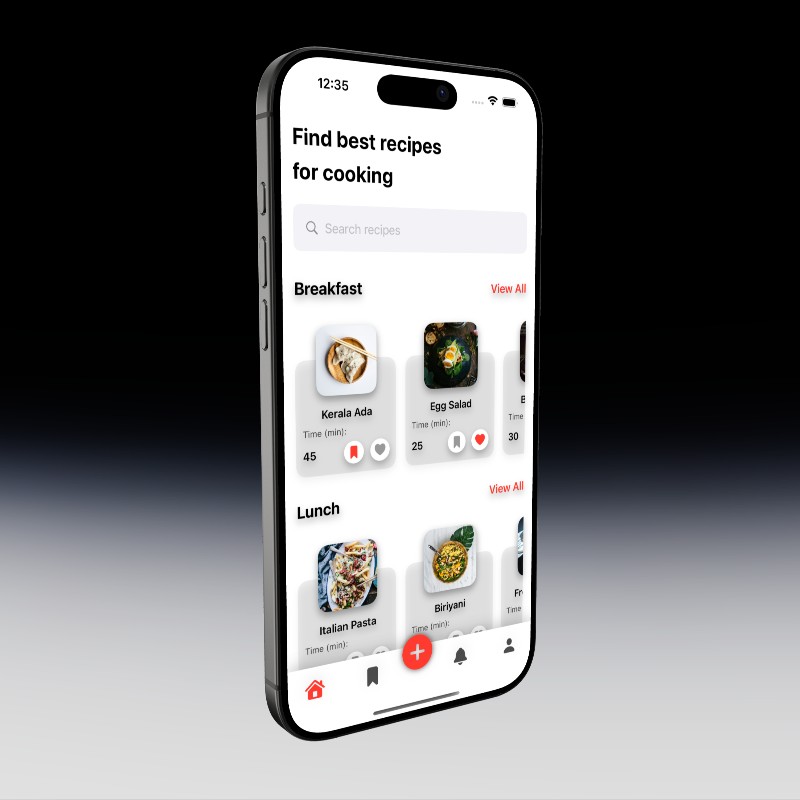 12:35
Find best recipes
for cooking
Search recipes
Breakfast
View All
Kerala Ada
Time (min):
45
Egg Salad
Time (min):
25
Time
30
Lunch
View All
Italian Pasta
Time (min):
Biriyani
Time (min):
Time